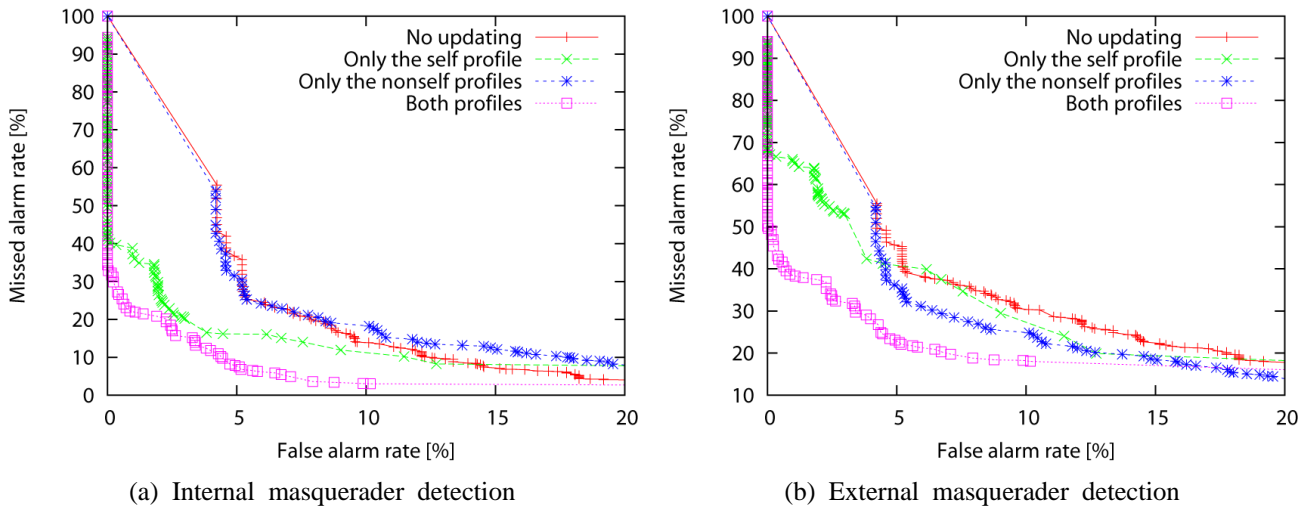 100
90
80
70
60
50
40
30
20
10
0
Missed alarm rate [%]
No updating
Only the self profile
Only the nonself profiles
Both profiles
0 5 10 15 20
False alarm rate [%]
(a) Internal masquerader detection
100
90
80
70
60
50
40
30
20
10
Missed alarm rate [%]
No updating
Only the self profile
Only the nonself profiles
Both profiles
0 5 10 15 20
False alarm rate [%]
(b) External masquerader detection